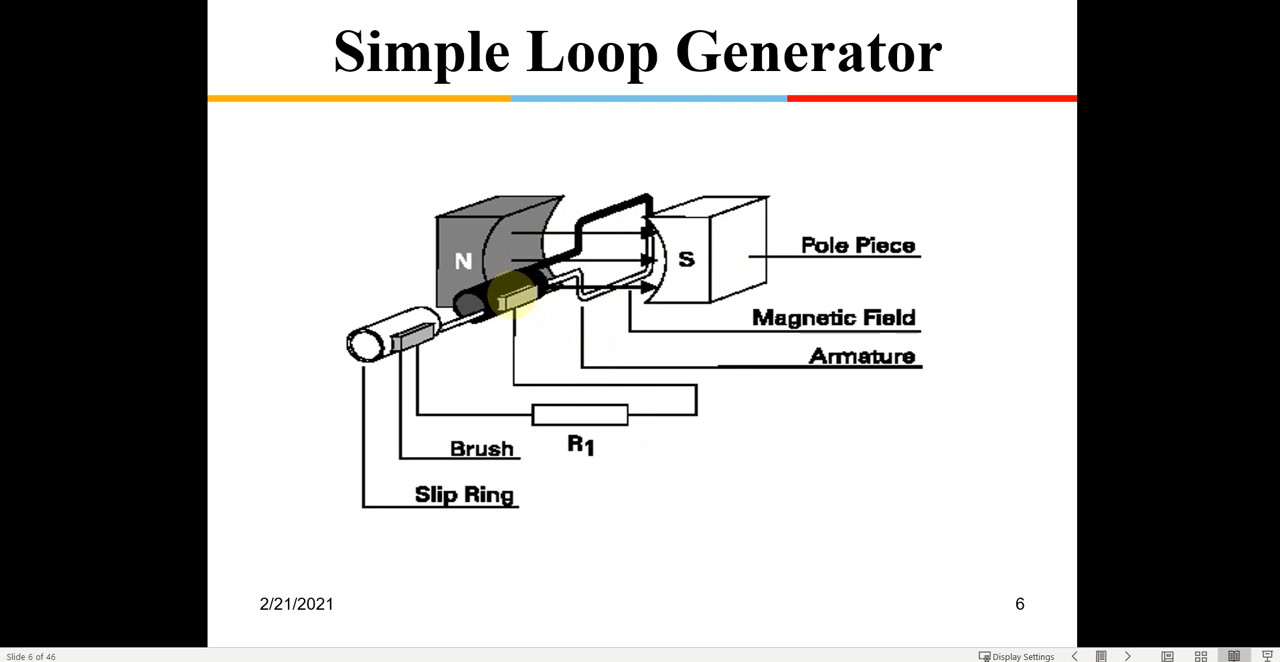 Simple Loop Generator
N
S
Pole Piece
Magnetic Field
Armature
R1
Brush
Slip Ring
2/21/2021
6
Slide 6 of 46
Display Settings